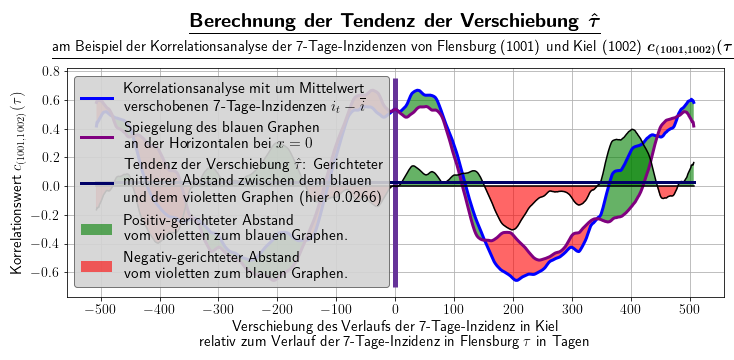 Berechnung der Tendenz der Verschiebung τ̂
am Beispiel der Korrelationsanalyse der 7-Tage-Inzidenzen von Flensburg (1001) und Kiel (1002) c(1001,1002)(τ
Korrelationswert c(1001,1002)(τ)
0.8
0.6
0.4
0.2
0.0
−0.2
−0.4
−0.6
Korrelationsanalyse mit um Mittelwert
verschobenen 7-Tage-Inzidenzen iₜ − i̅
Spiegelung des blauen Graphen
an der Horizontalen bei x = 0
Tendenz der Verschiebung τ̂: Gerichteter
mittlerer Abstand zwischen dem blauen
und dem violetten Graphen (hier 0.0266)
Positiv-gerichteter Abstand
vom violetten zum blauen Graphen.
Negativ-gerichteter Abstand
vom violetten zum blauen Graphen.
−500 −400 −300 −200 −100 0 100 200 300 400 500
Verschiebung des Verlaufs der 7-Tage-Inzidenz in Kiel
relativ zum Verlauf der 7-Tage-Inzidenz in Flensburg τ in Tagen